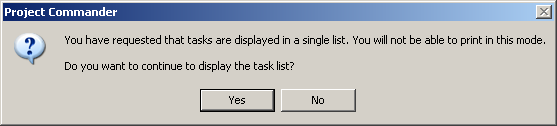 Project Commander
You have requested that tasks are displayed in a single list. You will not be able to print in this mode.
Do you want to continue to display the task list?
Yes
No